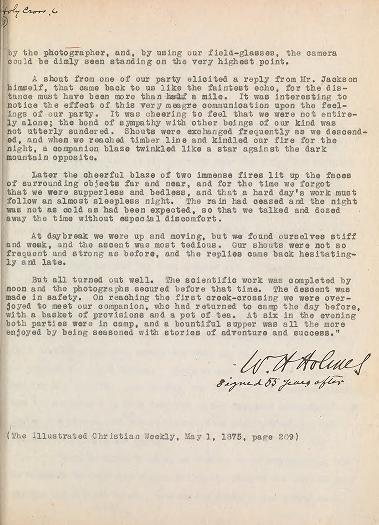 Holy Cross, 6
by the photographer, and, by using our field-glasses, the camera
could be dimly seen standing on the very highest point.
A shout from one of our party elicited a reply from Mr. Jackson
himself, that came back to us like the faintest echo, for the dis-
tance must have been more than half a mile. It was interesting to
notice the effect of this very meagre communication upon the feel-
ings of our party. It was cheering to feel that we were not entire-
ly alone; the bond of sympathy with other beings of our kind was
not utterly sundered. Shouts were exchanged frequently as we descend-
ed, and when we reached timber line and kindled our fire for the
night, a companion blaze twinkled like a star against the dark
mountain opposite.
Later the cheerful blaze of two immense fires lit up the faces
of surrounding objects far and near, and for the time we forgot
that we were supperless and bedless, and that a hard day's work must
follow an almost sleepless night. The rain had ceased and the night
was not as cold as had been expected, so that we talked and dozed
away the time without especial discomfort.
At daybreak we were up and moving, but we found ourselves stiff
and weak, and the ascent was most tedious. Our shouts were not so
frequent and strong as before, and the replies came back hesitating-
ly and late.
But all turned out well. The scientific work was completed by
noon and the photographs secured before that time. The descent was
made in safety. On reaching the first creek-crossing we were over-
joyed to meet our companion, who had returned to camp the day before,
with a basket of provisions and a pot of tea. At six in the evening
both parties were in camp, and a bountiful supper was all the more
enjoyed by being seasoned with stories of adventure and success."
W. H. Holmes
signed 53 years after
(The Illustrated Christian Weekly, May 1, 1875, page 209)